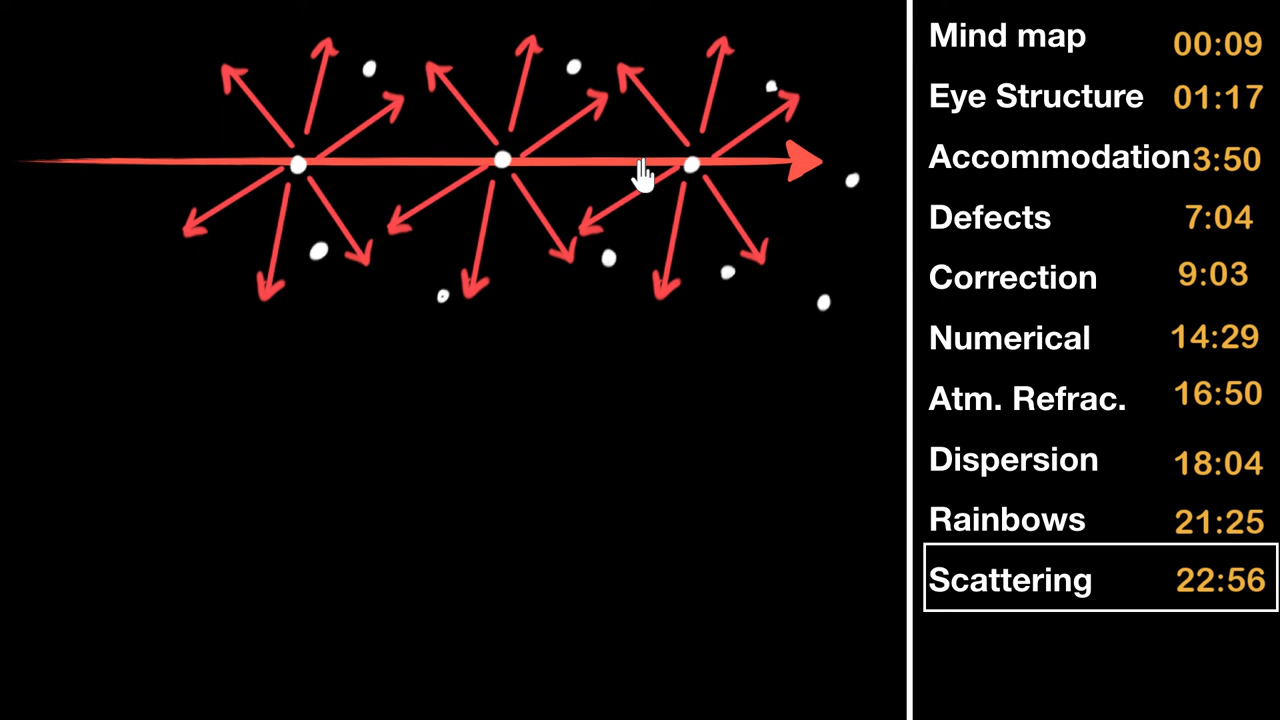 Mind map 00:09
Eye Structure 01:17
Accommodation 3:50
Defects 7:04
Correction 9:03
Numerical 14:29
Atm. Refrac. 16:50
Dispersion 18:04
Rainbows 21:25
Scattering 22:56